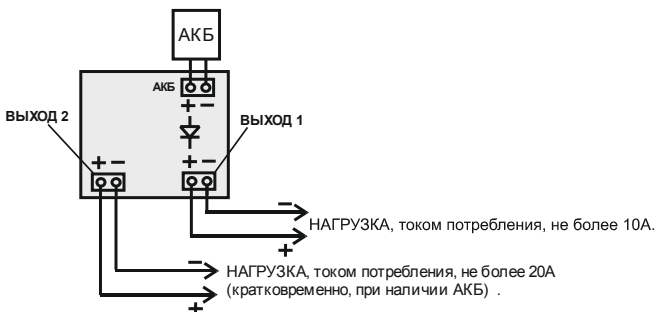 АКБ
АКБ
+ −
ВЫХОД 2
ВЫХОД 1
+ −
+ −
−
НАГРУЗКА, током потребления, не более 10А.
+
−
НАГРУЗКА, током потребления, не более 20А
(кратковременно, при наличии АКБ) .
+